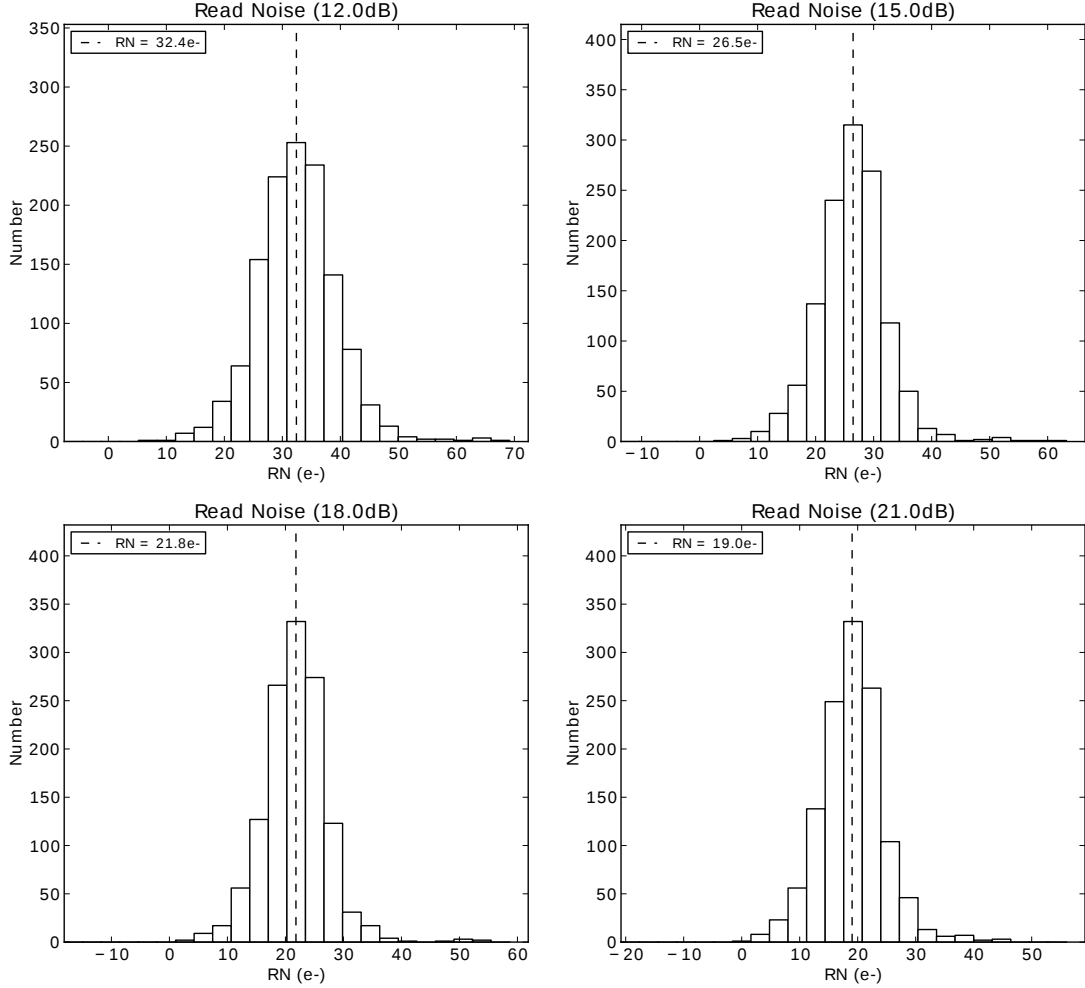 Read Noise (12.0dB)
RN = 32.4e-
350
300
250
200
150
100
50
0
Number
0 10 20 30 40 50 60 70
RN (e-)
Read Noise (15.0dB)
RN = 26.5e-
400
350
300
250
200
150
100
50
0
Number
−10 0 10 20 30 40 50 60
RN (e-)
Read Noise (18.0dB)
RN = 21.8e-
400
350
300
250
200
150
100
50
0
Number
−10 0 10 20 30 40 50 60
RN (e-)
Read Noise (21.0dB)
RN = 19.0e-
400
350
300
250
200
150
100
50
0
Number
−20 −10 0 10 20 30 40 50
RN (e-)